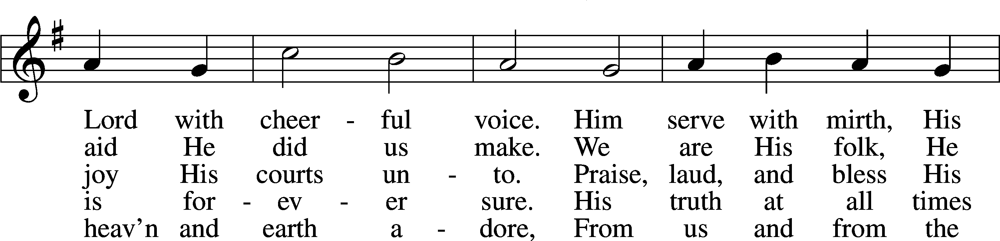 Lord with cheer - ful voice. Him serve with mirth, His
aid He did us make. We are His folk, He
joy His courts un - to. Praise, laud, and bless His
is for - ev - er sure. His truth at all times
heav’n and earth a - dore, From us and from the